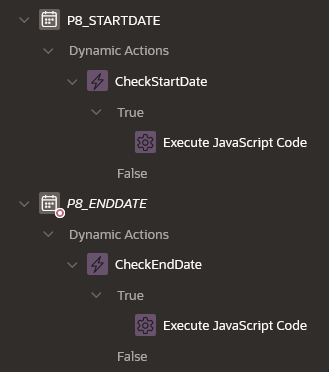 P8_STARTDATE
Dynamic Actions
CheckStartDate
True
Execute JavaScript Code
False
P8_ENDDATE
Dynamic Actions
CheckEndDate
True
Execute JavaScript Code
False